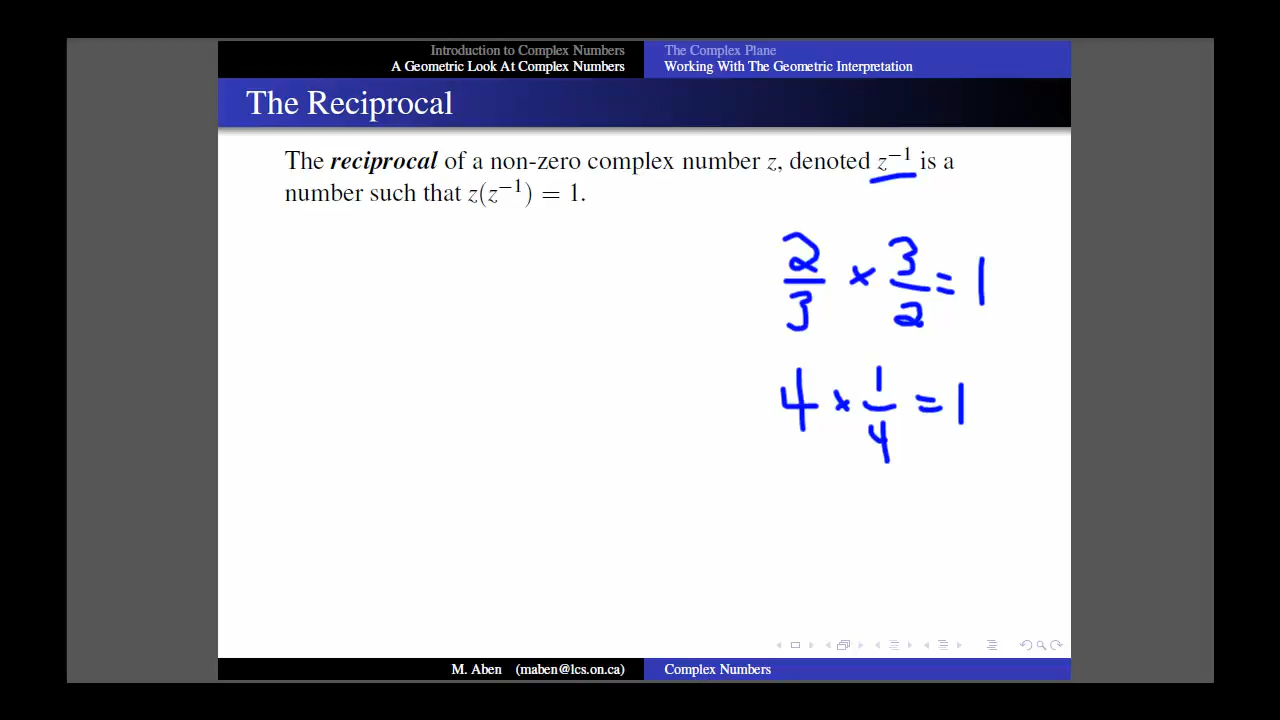 Introduction to Complex Numbers
A Geometric Look At Complex Numbers
The Complex Plane
Working With The Geometric Interpretation
The Reciprocal
The reciprocal of a non-zero complex number z, denoted z⁻¹ is a
number such that z(z⁻¹) = 1.
2/3 × 3/2 = 1
4 × 1/4 = 1
M. Aben (maben@lcs.on.ca)
Complex Numbers